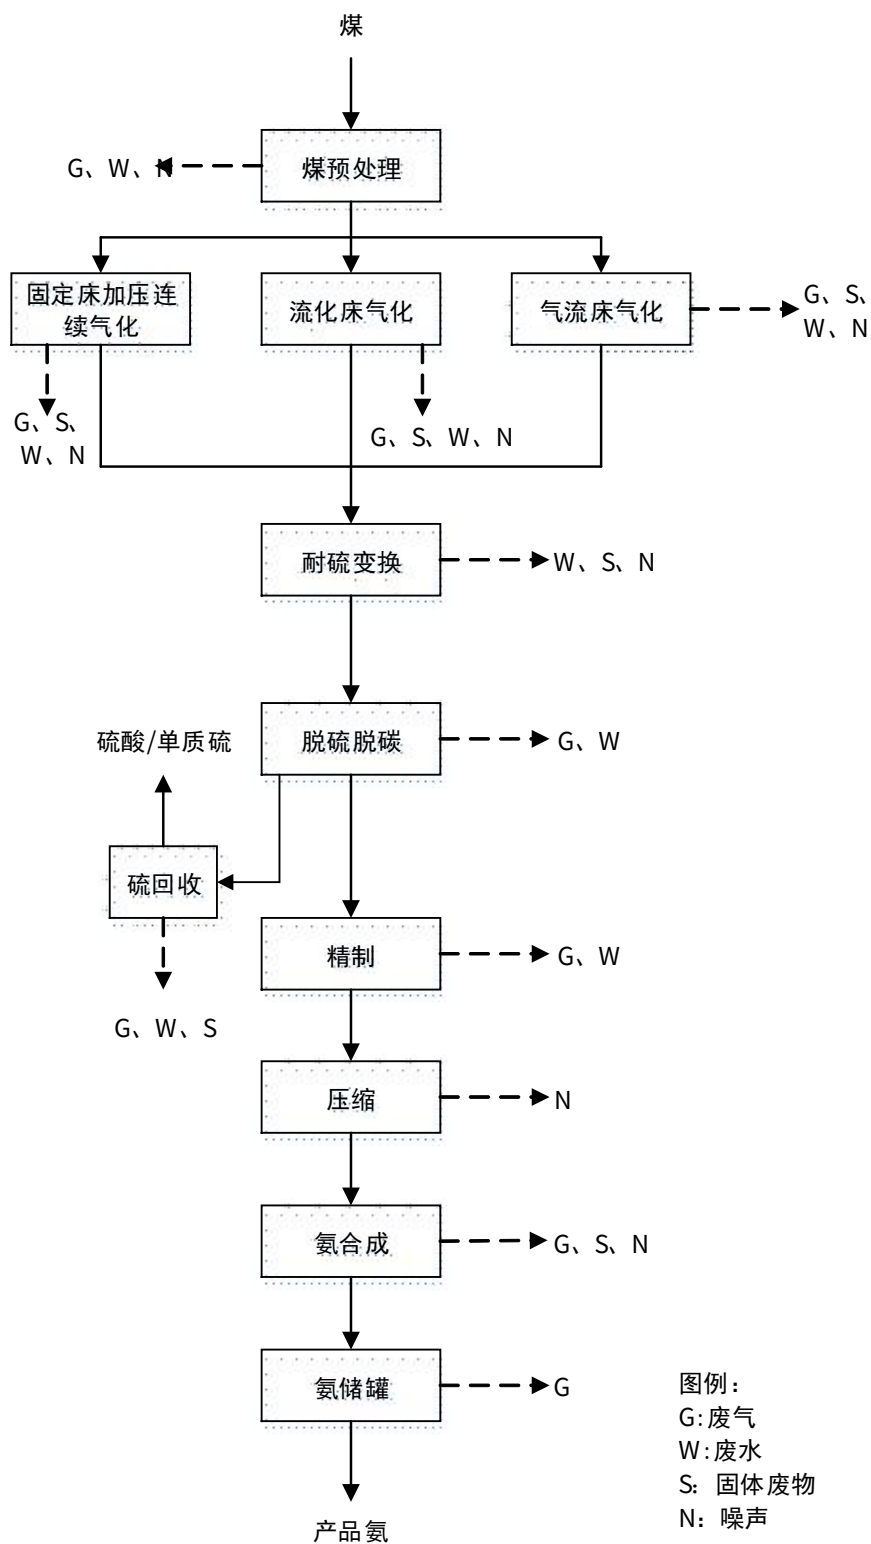 煤
煤预处理
G、W、N
固定床加压连
续气化
流化床气化
气流床气化
G、S、
W、N
G、S、
W、N
G、S、W、N
耐硫变换
W、S、N
脱硫脱碳
G、W
硫酸/单质硫
硫回收
G、W、S
精制
G、W
压缩
N
氨合成
G、S、N
氨储罐
G
产品氨
图例：
G:废气
W:废水
S：固体废物
N：噪声